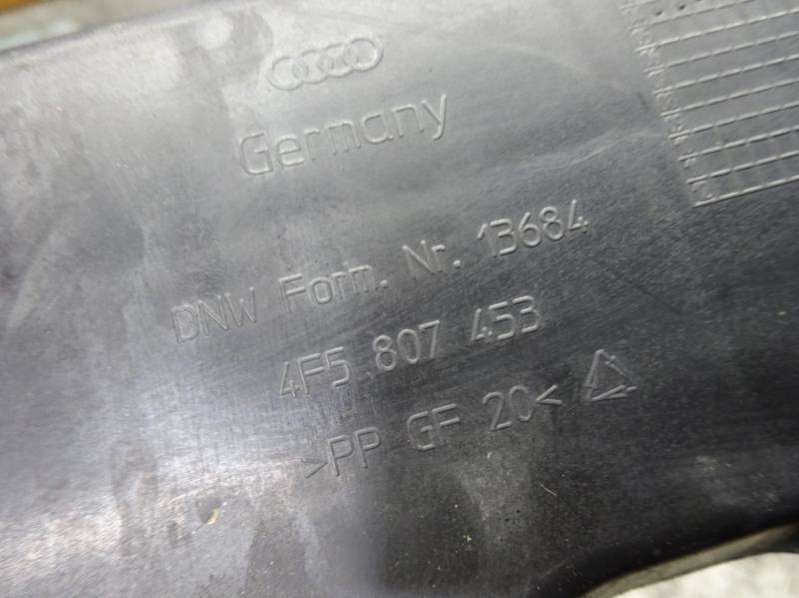 Germany
DNW Form. Nr. 13684
4F5 807 453
>PP GF 20<